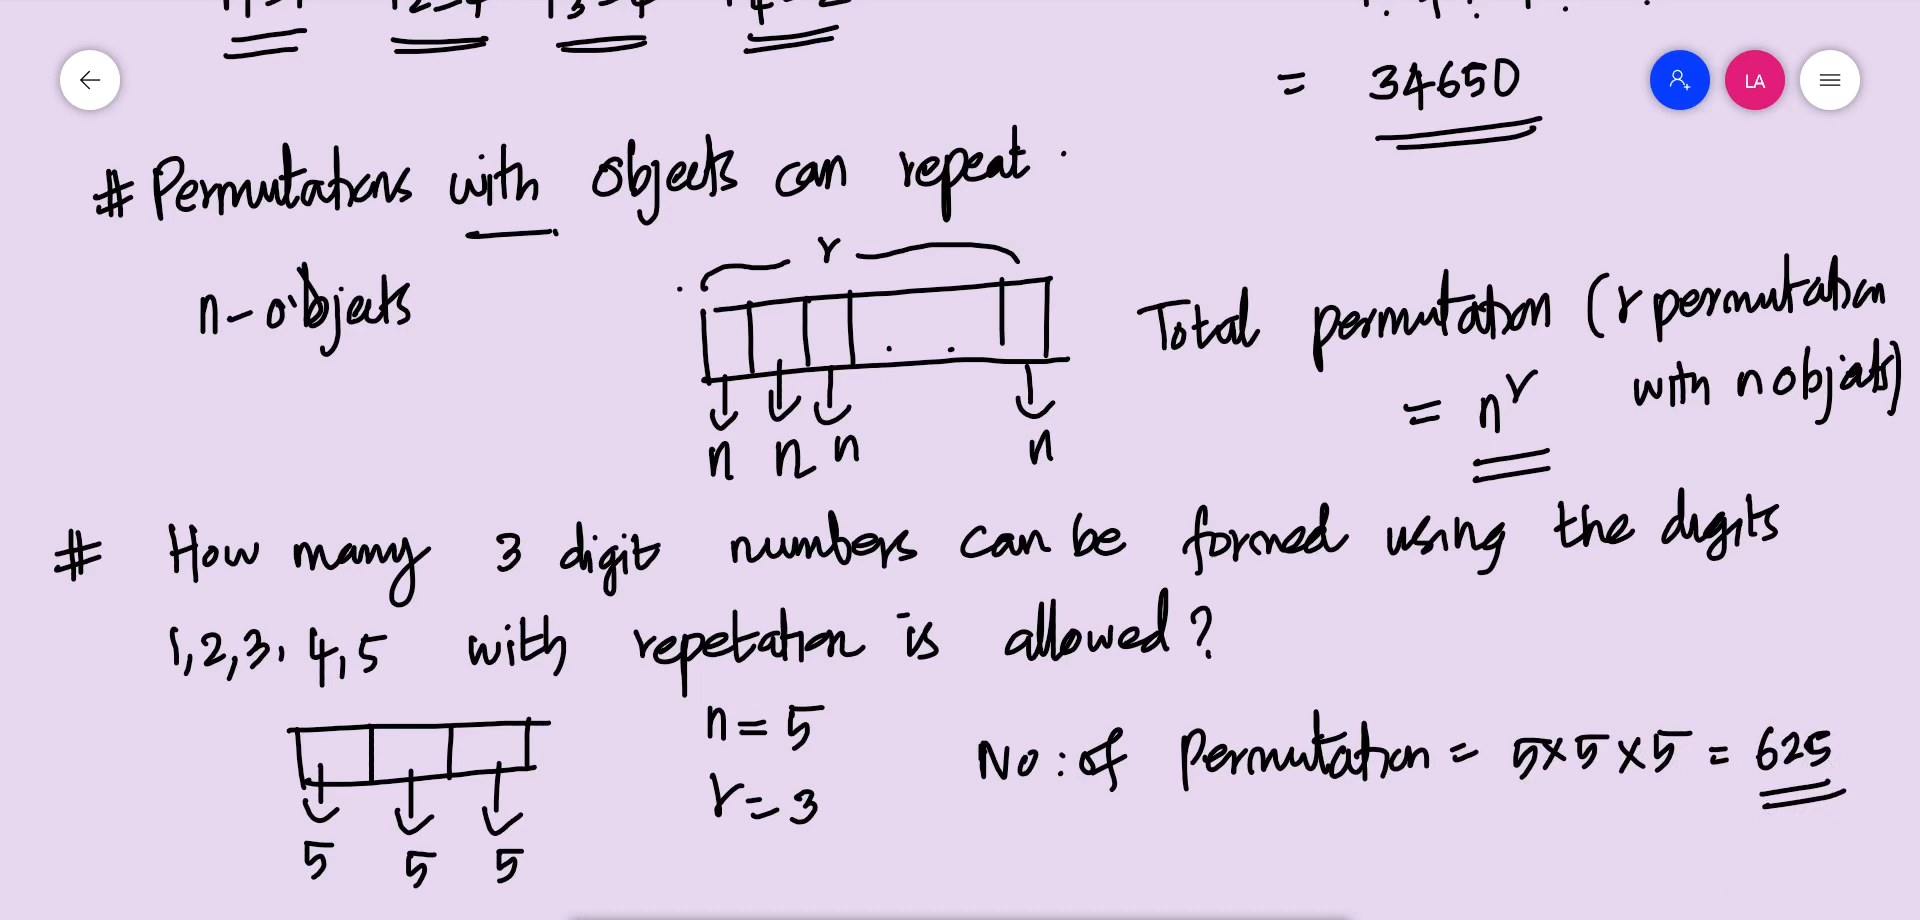 = 34650
LA
# Permutations with objects can repeat.
r
n-objects
Total permutation (r permutation
with n objects)
= n^r
n n n n
# How many 3 digit numbers can be formed using the digits
1,2,3,4,5 with repetation is allowed?
n = 5
r = 3
No: of Permutation = 5×5×5 = 625
5 5 5